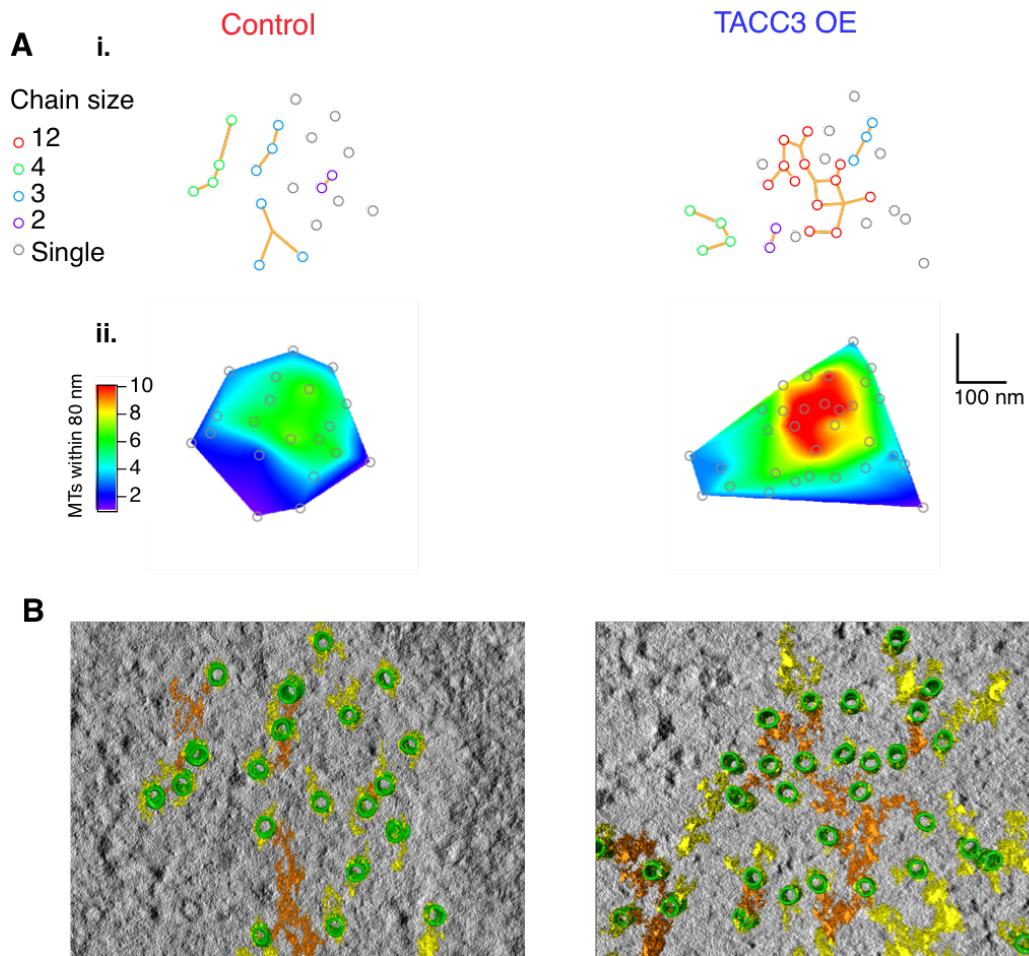 Control
TACC3 OE
A
i.
Chain size
12
4
3
2
Single
ii.
MTs within 80 nm
10
8
6
4
2
100 nm
B